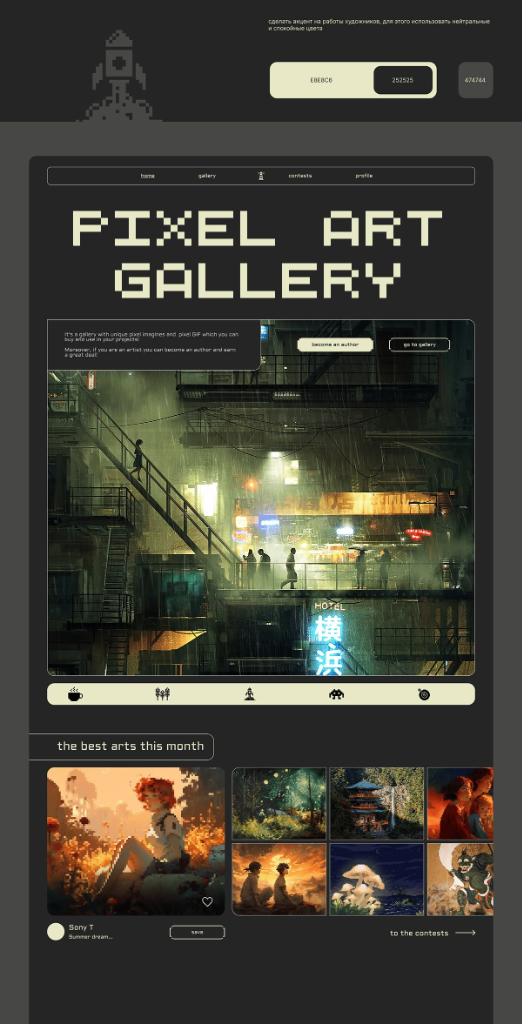 сделать акцент на работы художников, для этого использовать нейтральные
и спокойные цвета
E8E8C6
252525
474744
home
gallery
contests
profile
PIXEL ART
GALLERY
It's a gallery with unique pixel imagines and pixel GIF which you can
buy and use in your projects!
Moreover, if you are an artist you can become an author and earn
a great deal!
become an author
go to gallery
HOTEL
横
浜
the best arts this month
Sony T
Summer dream...
save
to the contests